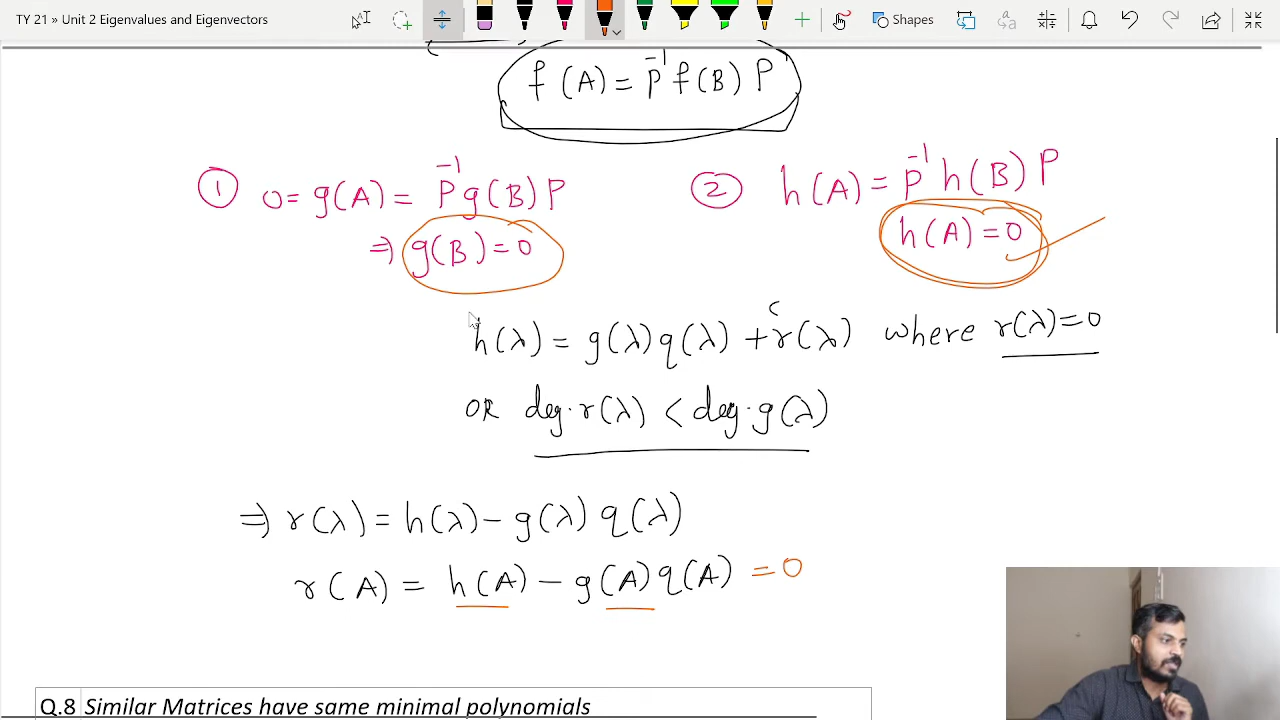 TY 21 » Unit 2 Eigenvalues and Eigenvectors
Shapes
f(A) = P⁻¹ f(B) P
① 0 = g(A) = P⁻¹ g(B) P
⇒ g(B) = 0
② h(A) = P⁻¹ h(B) P
h(A) = 0
h(λ) = g(λ) q(λ) + r(λ) where r(λ) = 0
OR deg. r(λ) < deg. g(λ)
⇒ r(λ) = h(λ) − g(λ) q(λ)
r(A) = h(A) − g(A) q(A) = 0
Q.8 Similar Matrices have same minimal polynomials